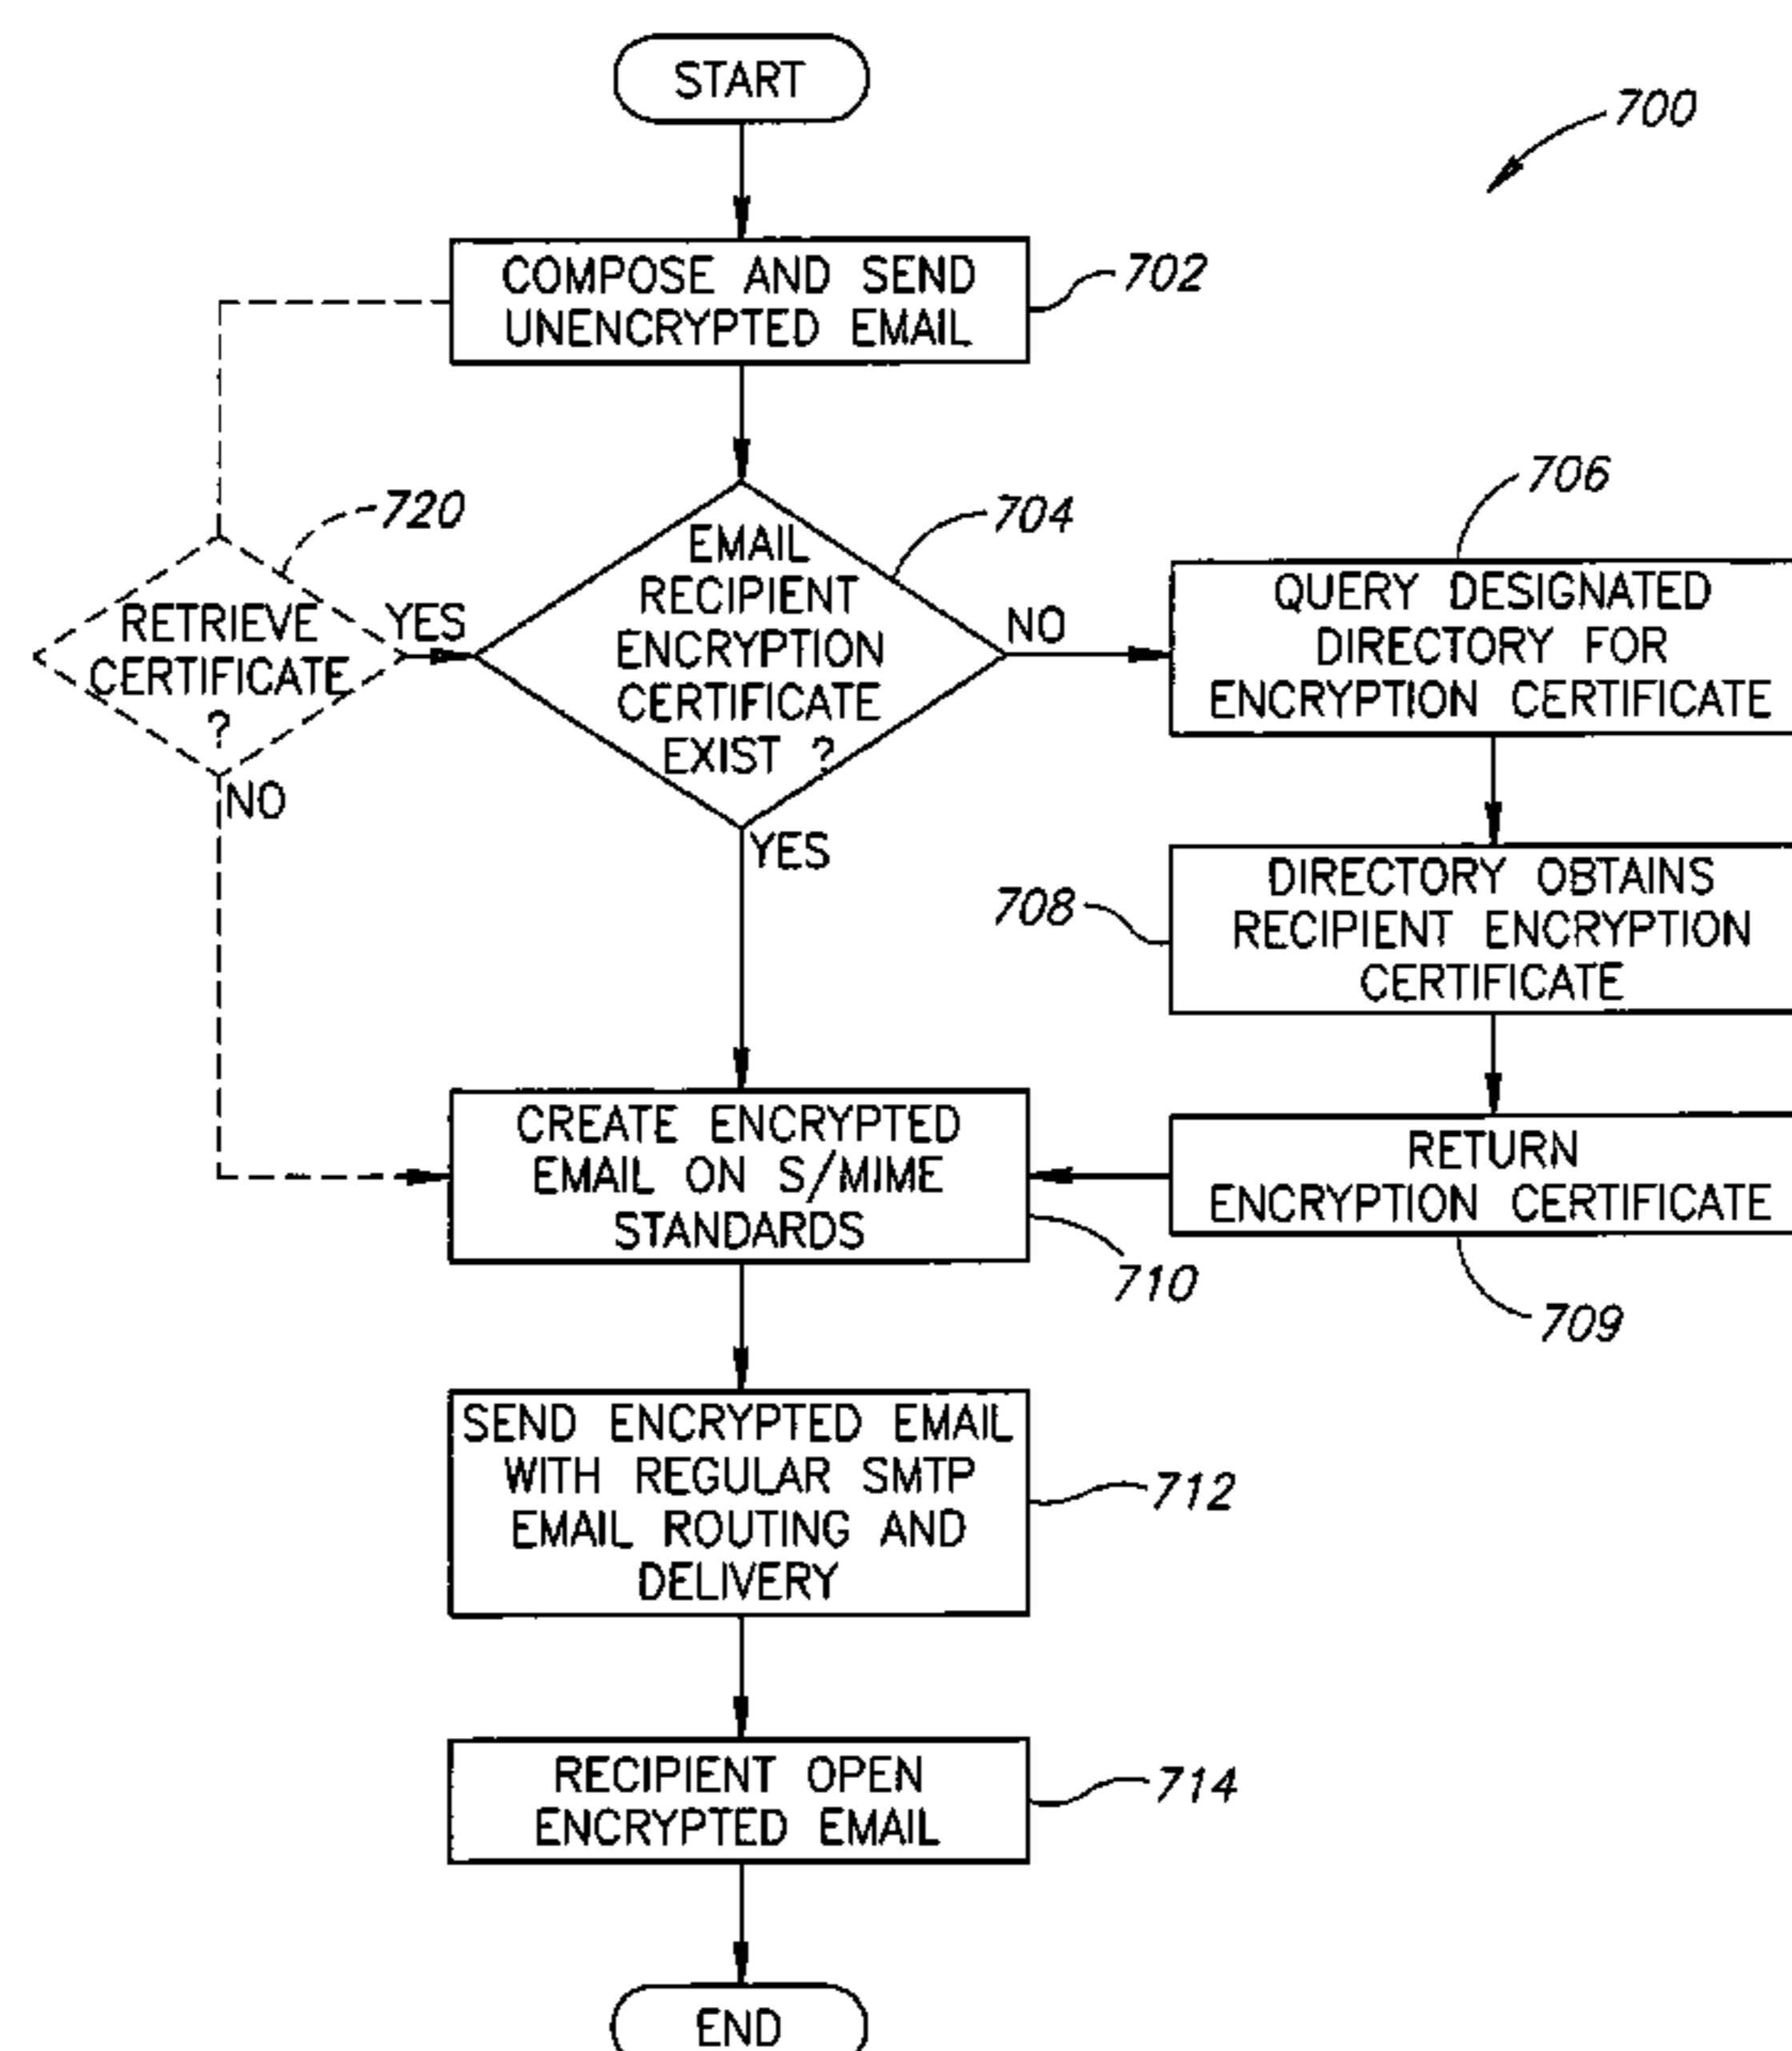 START
700
COMPOSE AND SEND
UNENCRYPTED EMAIL
702
720
RETRIEVE
CERTIFICATE
?
YES
NO
704
EMAIL
RECIPIENT
ENCRYPTION
CERTIFICATE
EXIST ?
NO
YES
706
QUERY DESIGNATED
DIRECTORY FOR
ENCRYPTION CERTIFICATE
708
DIRECTORY OBTAINS
RECIPIENT ENCRYPTION
CERTIFICATE
RETURN
ENCRYPTION CERTIFICATE
709
CREATE ENCRYPTED
EMAIL ON S/MIME
STANDARDS
710
SEND ENCRYPTED EMAIL
WITH REGULAR SMTP
EMAIL ROUTING AND
DELIVERY
712
RECIPIENT OPEN
ENCRYPTED EMAIL
714
END